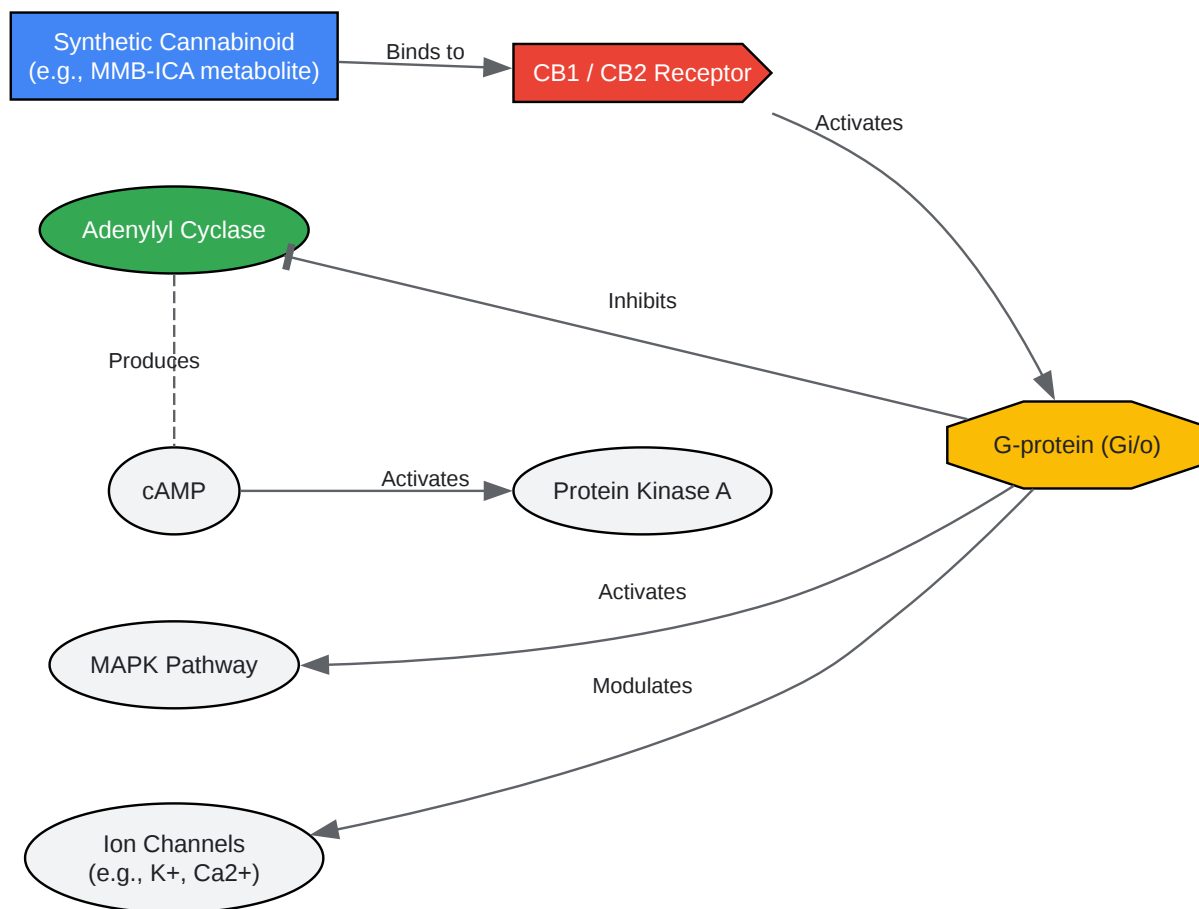 Synthetic Cannabinoid
(e.g., MMB-ICA metabolite)
Binds to
CB1 / CB2 Receptor
Activates
Adenylyl Cyclase
Inhibits
Produces
G-protein (Gi/o)
cAMP
Activates
Protein Kinase A
Activates
MAPK Pathway
Modulates
Ion Channels
(e.g., K+, Ca2+)